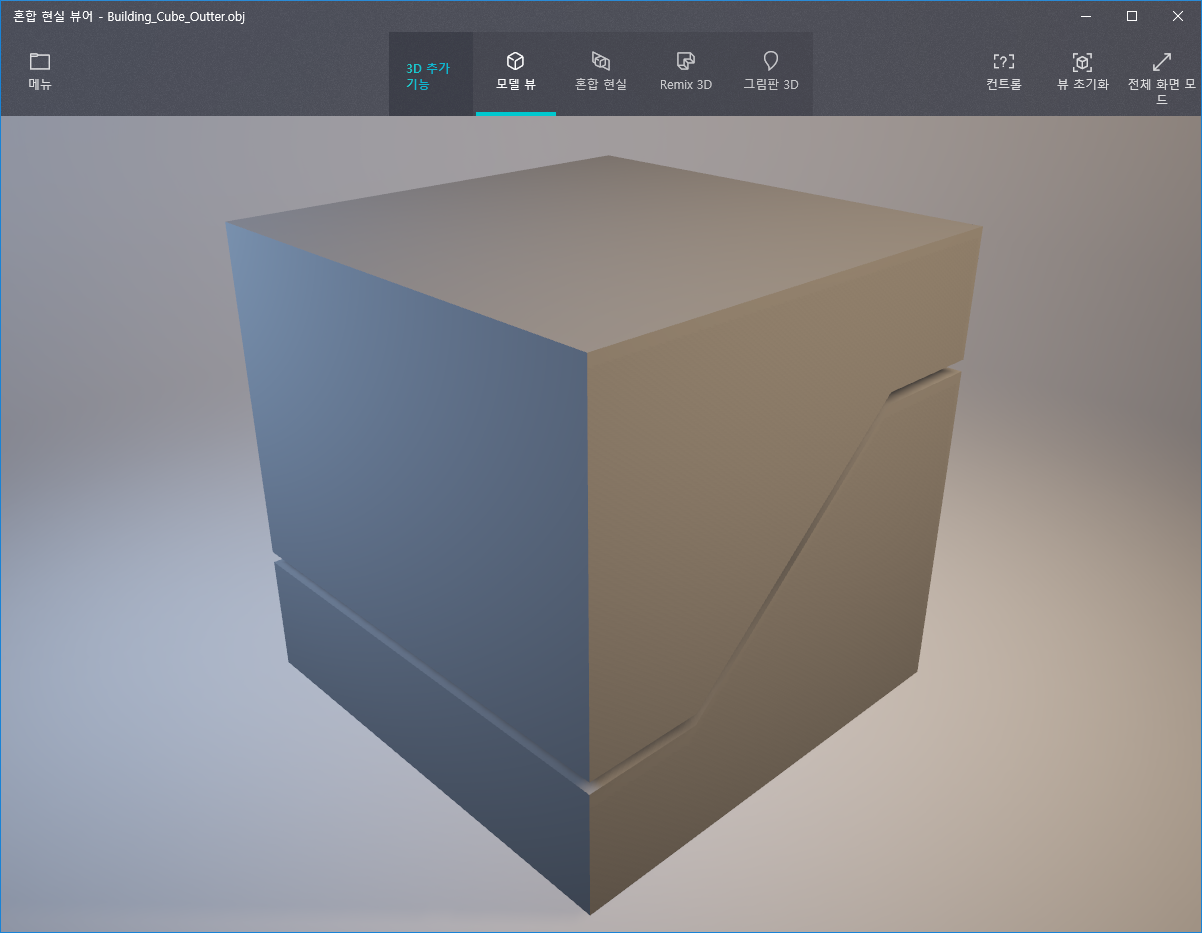 혼합 현실 뷰어 - Building_Cube_Outter.obj
메뉴
3D 추가
기능
모델 뷰
혼합 현실
Remix 3D
그림판 3D
컨트롤
뷰 초기화
전체 화면 모
드